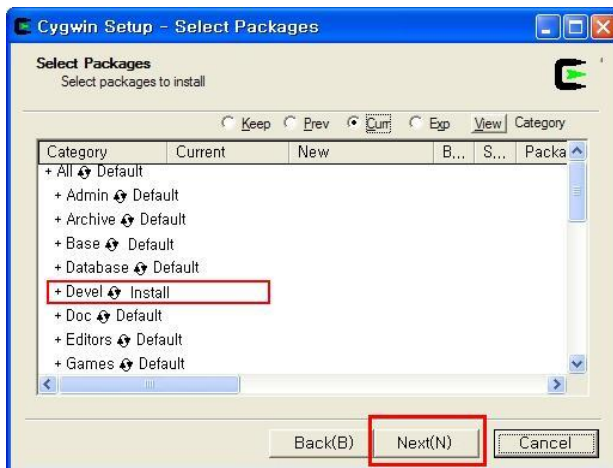 Cygwin Setup - Select Packages
Select Packages
Select packages to install
Keep Prev Curr Exp View Category
Category Current New B... S... Packa
+ All Default
+ Admin Default
+ Archive Default
+ Base Default
+ Database Default
+ Devel Install
+ Doc Default
+ Editors Default
+ Games Default
Back(B) Next(N) Cancel